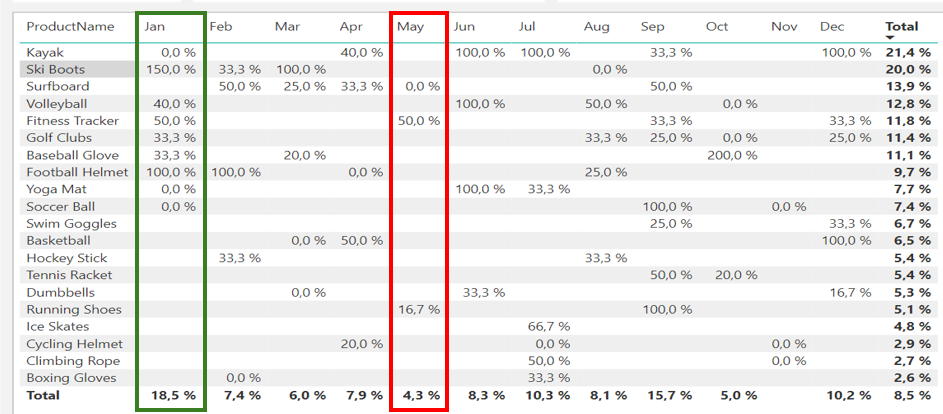 ProductName Jan Feb Mar Apr May Jun Jul Aug Sep Oct Nov Dec Total
Kayak 0,0 % 40,0 % 100,0 % 100,0 % 33,3 % 100,0 % 21,4 %
Ski Boots 150,0 % 33,3 % 100,0 % 0,0 % 20,0 %
Surfboard 50,0 % 25,0 % 33,3 % 0,0 % 50,0 % 13,9 %
Volleyball 40,0 % 100,0 % 50,0 % 0,0 % 12,8 %
Fitness Tracker 50,0 % 50,0 % 33,3 % 33,3 % 11,8 %
Golf Clubs 33,3 % 33,3 % 25,0 % 0,0 % 25,0 % 11,4 %
Baseball Glove 33,3 % 20,0 % 200,0 % 11,1 %
Football Helmet 100,0 % 100,0 % 0,0 % 25,0 % 9,7 %
Yoga Mat 0,0 % 100,0 % 33,3 % 7,7 %
Soccer Ball 0,0 % 100,0 % 0,0 % 7,4 %
Swim Goggles 25,0 % 33,3 % 6,7 %
Basketball 0,0 % 50,0 % 100,0 % 6,5 %
Hockey Stick 33,3 % 33,3 % 5,4 %
Tennis Racket 50,0 % 20,0 % 5,4 %
Dumbbells 0,0 % 33,3 % 16,7 % 5,3 %
Running Shoes 16,7 % 100,0 % 5,1 %
Ice Skates 66,7 % 4,8 %
Cycling Helmet 20,0 % 0,0 % 0,0 % 2,9 %
Climbing Rope 50,0 % 0,0 % 2,7 %
Boxing Gloves 0,0 % 33,3 % 2,6 %
Total 18,5 % 7,4 % 6,0 % 7,9 % 4,3 % 8,3 % 10,3 % 8,1 % 15,7 % 5,0 % 10,2 % 8,5 %